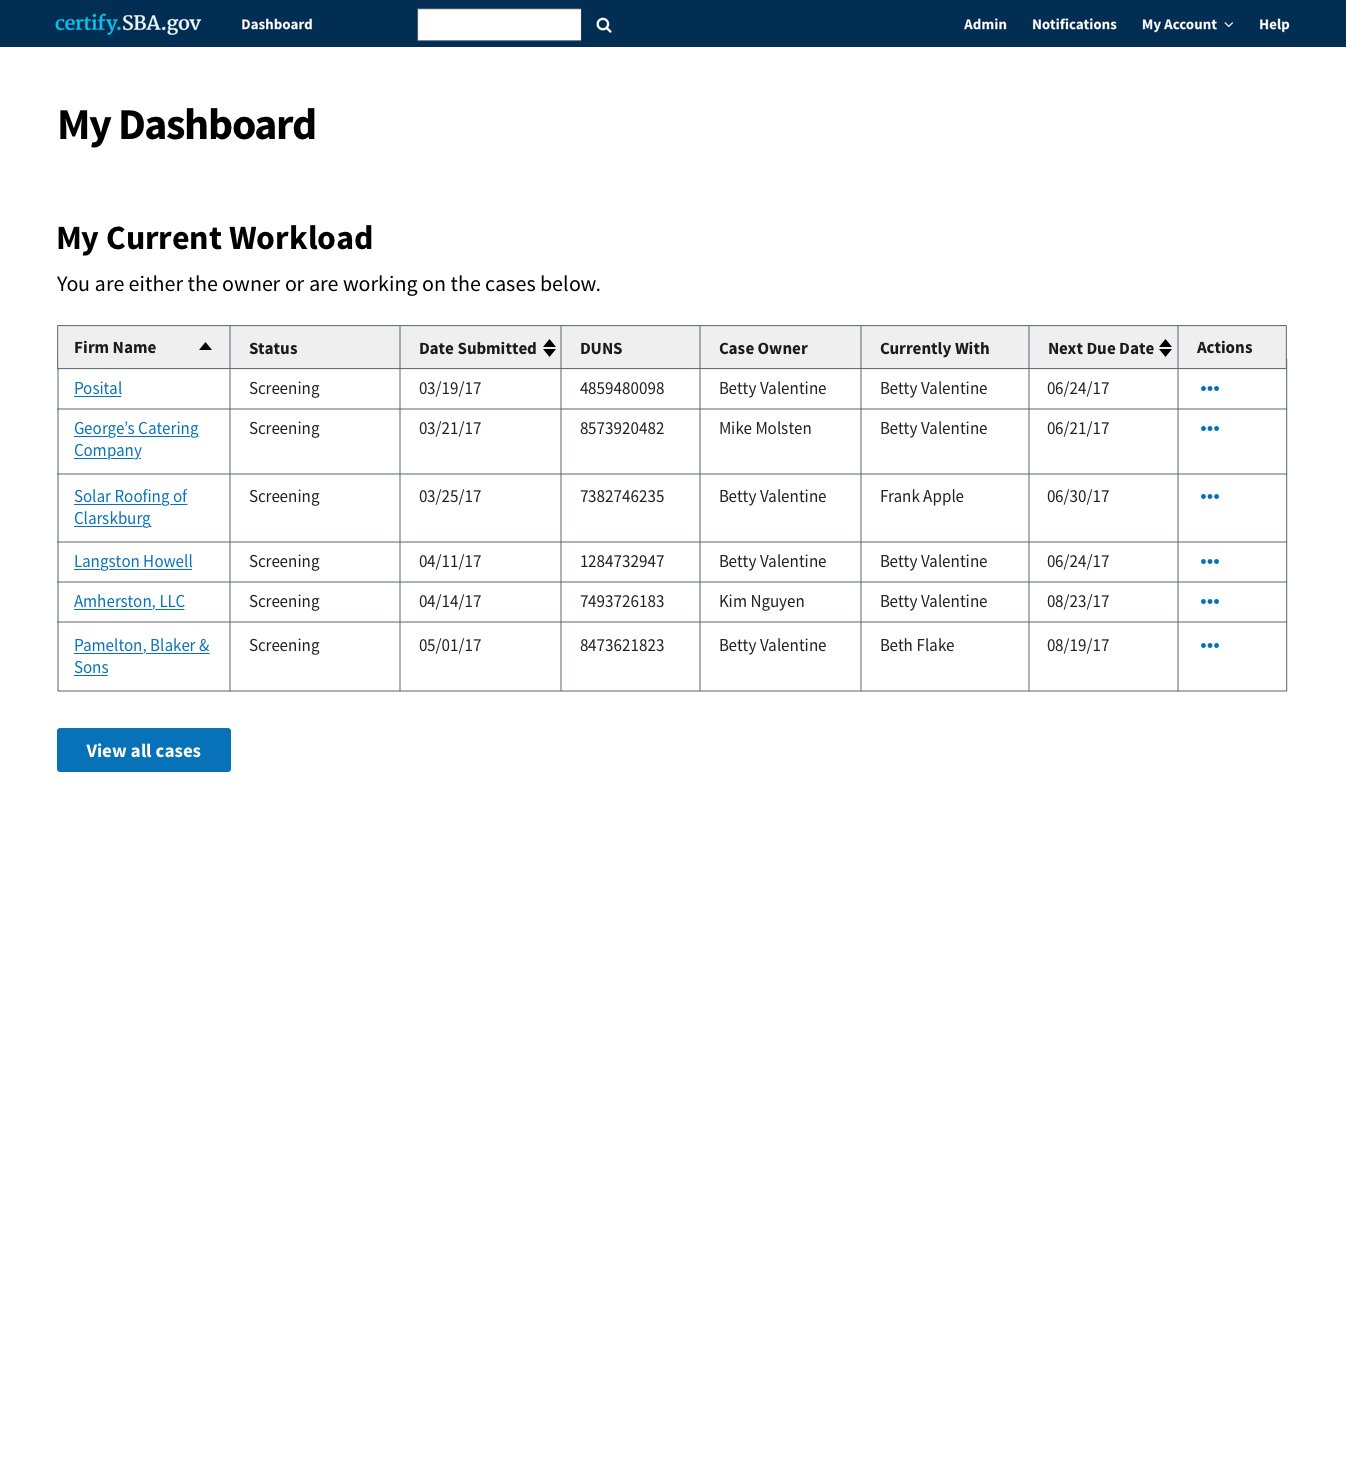 certify.SBA.gov Dashboard Admin Notifications My Account Help
My Dashboard
My Current Workload
You are either the owner or are working on the cases below.
Firm Name Status Date Submitted DUNS Case Owner Currently With Next Due Date Actions
Posital Screening 03/19/17 4859480098 Betty Valentine Betty Valentine 06/24/17
George’s Catering Screening 03/21/17 8573920482 Mike Molsten Betty Valentine 06/21/17
Company
Solar Roofing of Screening 03/25/17 7382746235 Betty Valentine Frank Apple 06/30/17
Clarskburg
Langston Howell Screening 04/11/17 1284732947 Betty Valentine Betty Valentine 06/24/17
Amherston, LLC Screening 04/14/17 7493726183 Kim Nguyen Betty Valentine 08/23/17
Pamelton, Blaker & Screening 05/01/17 8473621823 Betty Valentine Beth Flake 08/19/17
Sons
View all cases